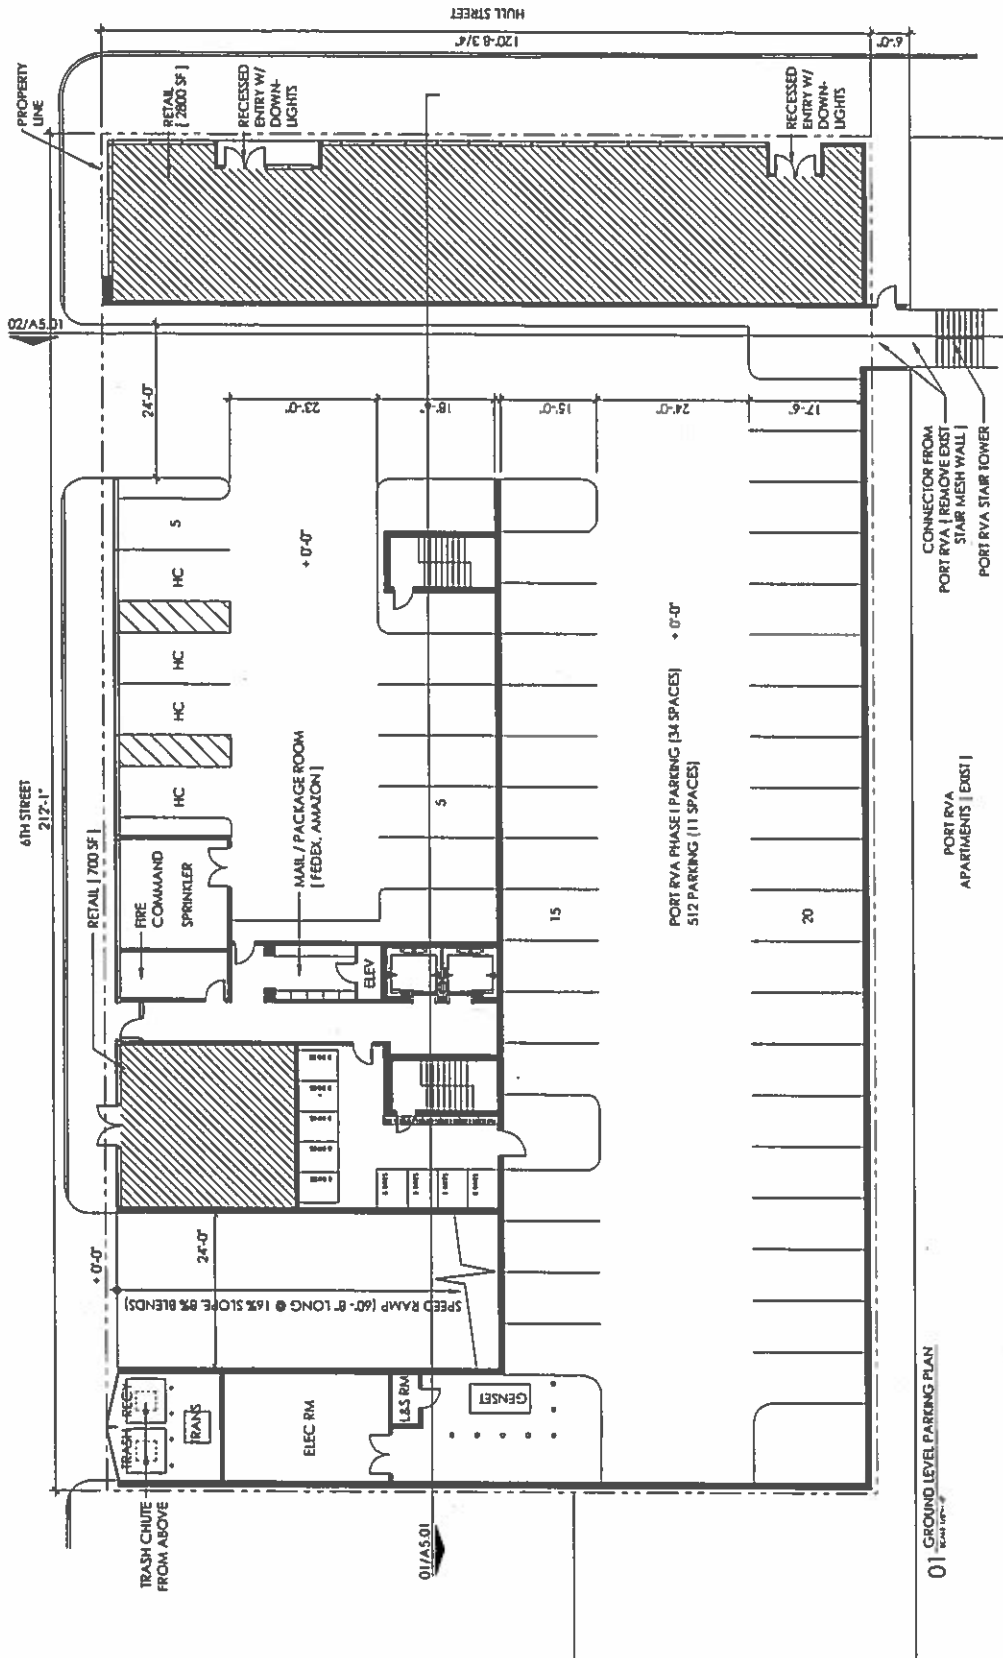 6TH STREET
212'-1"
HULL STREET
120'-8 3/4"
6'-0"
PROPERTY
LINE
RETAIL
[ 2800 SF ]
RECESSED
ENTRY W/
DOWN-
LIGHTS
RECESSED
ENTRY W/
DOWN-
LIGHTS
02/A5.01
24'-0"
23'-0"
18'-6"
15'-0"
24'-0"
17'-6"
5
HC
HC
HC
HC
+ 0'-0"
RETAIL [ 700 SF ]
FIRE
COMMAND
SPRINKLER
MAIL / PACKAGE ROOM
[ FEDEX, AMAZON ]
ELEV
5
15
PORT RVA PHASE I PARKING (34 SPACES)
512 PARKING (11 SPACES)
+ 0'-0"
20
CONNECTOR FROM
PORT RVA [ REMOVE EXIST
STAIR MESH WALL ]
PORT RVA STAIR TOWER
PORT RVA
APARTMENTS [ EXIST ]
+ 0'-0"
24'-0"
SPEED RAMP (60'-8" LONG @ 16% SLOPE, 8% BLENDS)
TRASH
RECY
TRANS
ELEC RM
L&S RM
GENSET
TRASH CHUTE
FROM ABOVE
01/A5.01
01
GROUND LEVEL PARKING PLAN